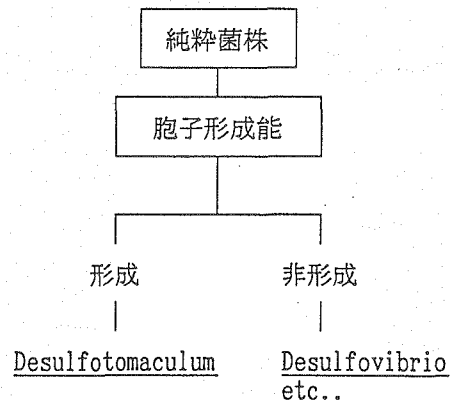 純粋菌株
胞子形成能
形成
非形成
Desulfotomaculum
Desulfovibrio
etc..